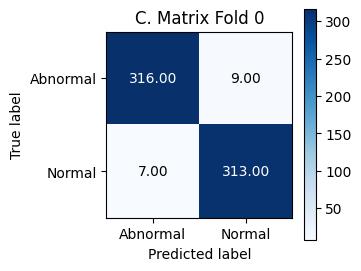 C. Matrix Fold 0
True label
Abnormal
Normal
316.00 9.00
7.00 313.00
Abnormal Normal
Predicted label
300
250
200
150
100
50